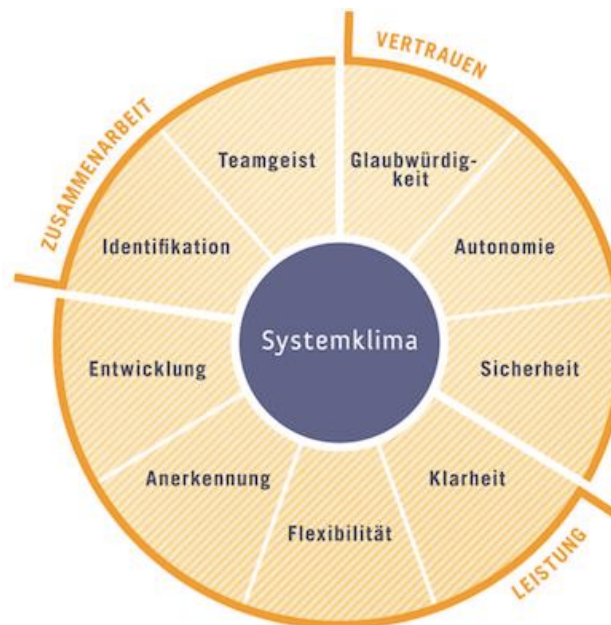 VERTRAUEN
ZUSAMMENARBEIT
Teamgeist
Glaubwürdig-
keit
Identifikation
Autonomie
Systemklima
Entwicklung
Sicherheit
Anerkennung
Klarheit
Flexibilität
LEISTUNG